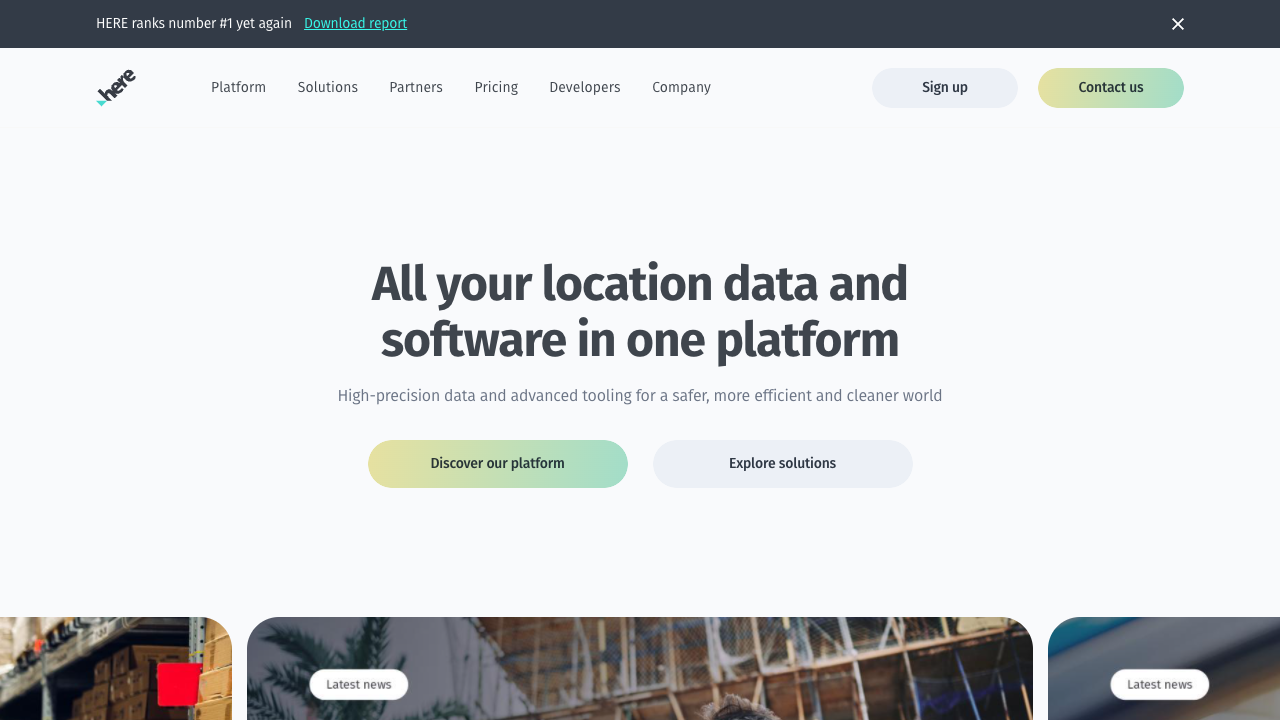 HERE ranks number #1 yet again Download report
here
Platform Solutions Partners Pricing Developers Company Sign up Contact us
All your location data and
software in one platform
High-precision data and advanced tooling for a safer, more efficient and cleaner world
Discover our platform Explore solutions
Latest news Latest news